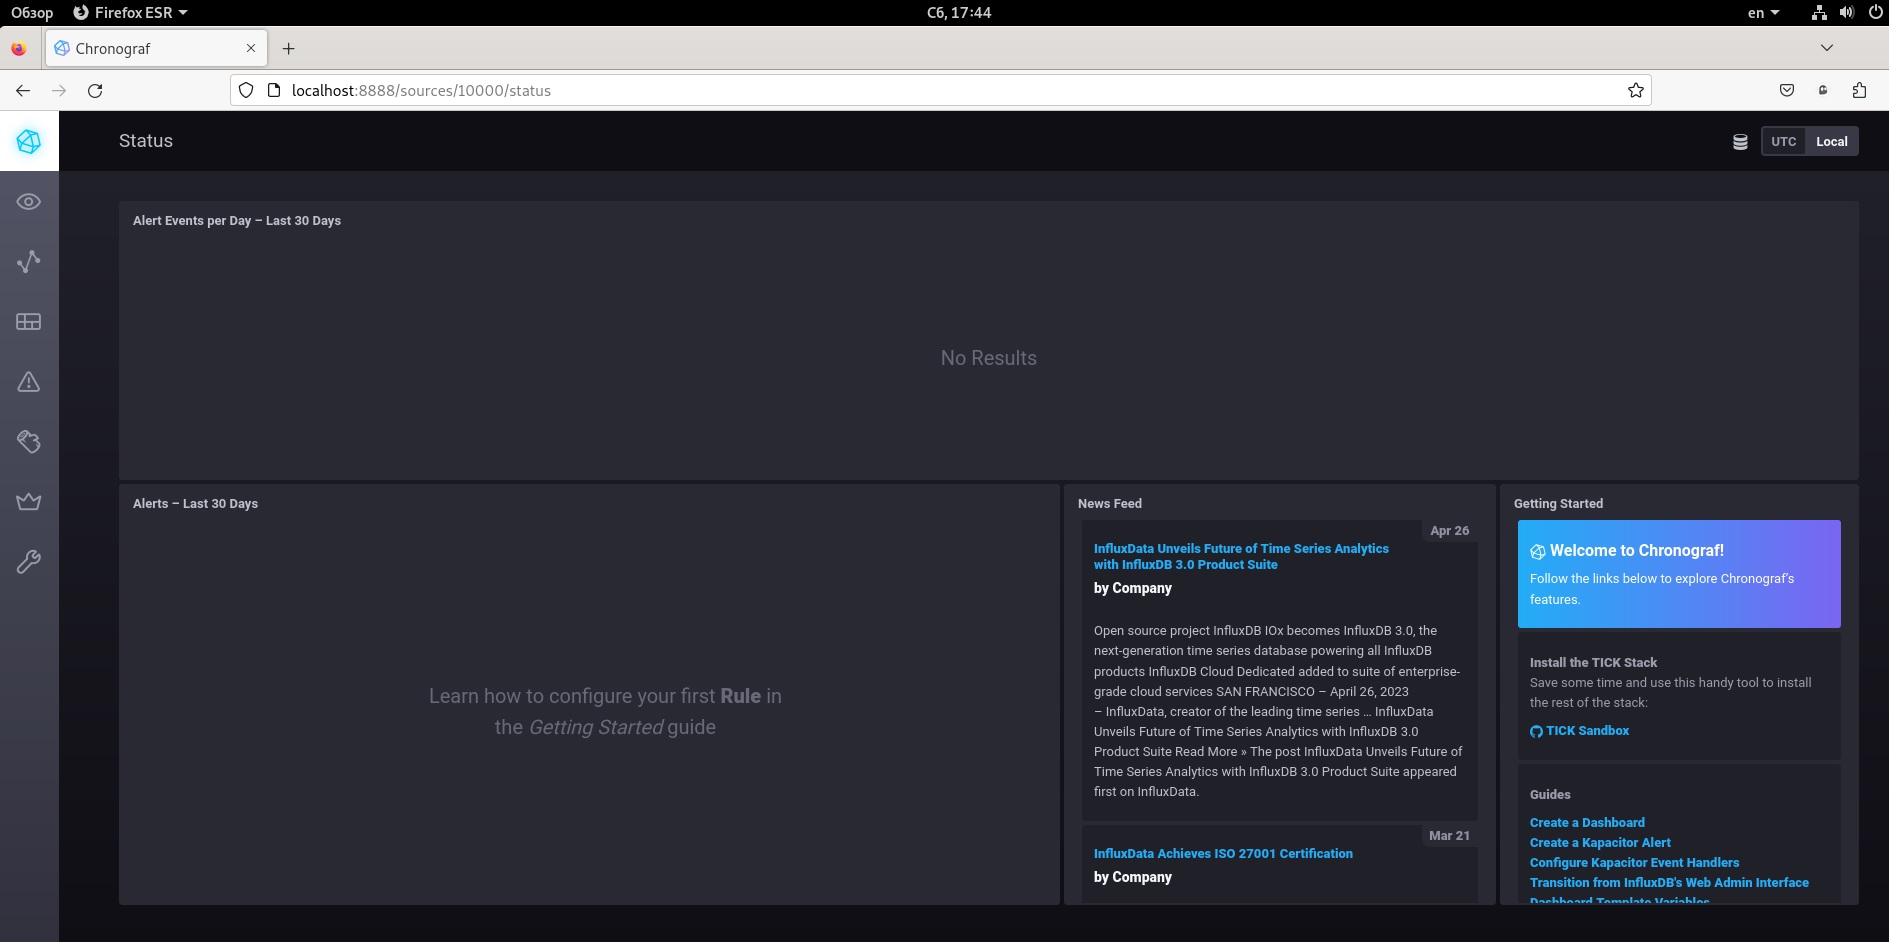 Обзор
Firefox ESR
Сб, 17:44
en
Chronograf
localhost:8888/sources/10000/status
Status
UTC
Local
Alert Events per Day – Last 30 Days
No Results
Alerts – Last 30 Days
Learn how to configure your first Rule in
the Getting Started guide
News Feed
Apr 26
InfluxData Unveils Future of Time Series Analytics
with InfluxDB 3.0 Product Suite
by Company
Open source project InfluxDB IOx becomes InfluxDB 3.0, the
next-generation time series database powering all InfluxDB
products InfluxDB Cloud Dedicated added to suite of enterprise-
grade cloud services SAN FRANCISCO – April 26, 2023
– InfluxData, creator of the leading time series ... InfluxData
Unveils Future of Time Series Analytics with InfluxDB 3.0
Product Suite Read More » The post InfluxData Unveils Future of
Time Series Analytics with InfluxDB 3.0 Product Suite appeared
first on InfluxData.
Mar 21
InfluxData Achieves ISO 27001 Certification
by Company
Getting Started
Welcome to Chronograf!
Follow the links below to explore Chronograf's
features.
Install the TICK Stack
Save some time and use this handy tool to install
the rest of the stack:
TICK Sandbox
Guides
Create a Dashboard
Create a Kapacitor Alert
Configure Kapacitor Event Handlers
Transition from InfluxDB's Web Admin Interface
Dashboard Template Variables